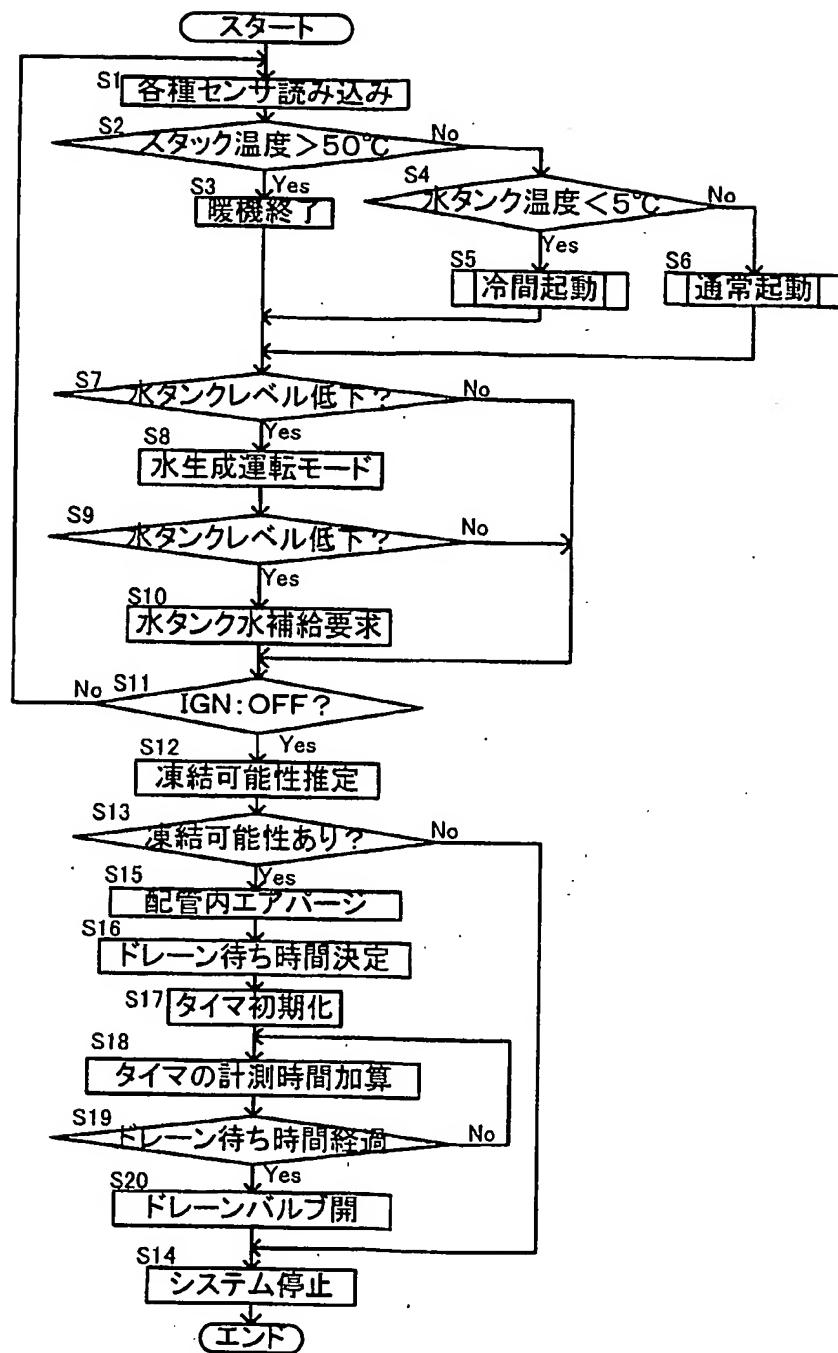 スタート
S1
各種センサ読み込み
S2
スタック温度>50℃
No
Yes
S3
暖機終了
S4
水タンク温度<5℃
No
Yes
S5
冷間起動
S6
通常起動
S7
水タンクレベル低下?
No
Yes
S8
水生成運転モード
S9
水タンクレベル低下?
No
Yes
S10
水タンク水補給要求
No
S11
IGN:OFF?
Yes
S12
凍結可能性推定
S13
凍結可能性あり?
No
Yes
S15
配管内エアパージ
S16
ドレーン待ち時間決定
S17
タイマ初期化
S18
タイマの計測時間加算
S19
ドレーン待ち時間経過
No
Yes
S20
ドレーンバルブ開
S14
システム停止
エンド